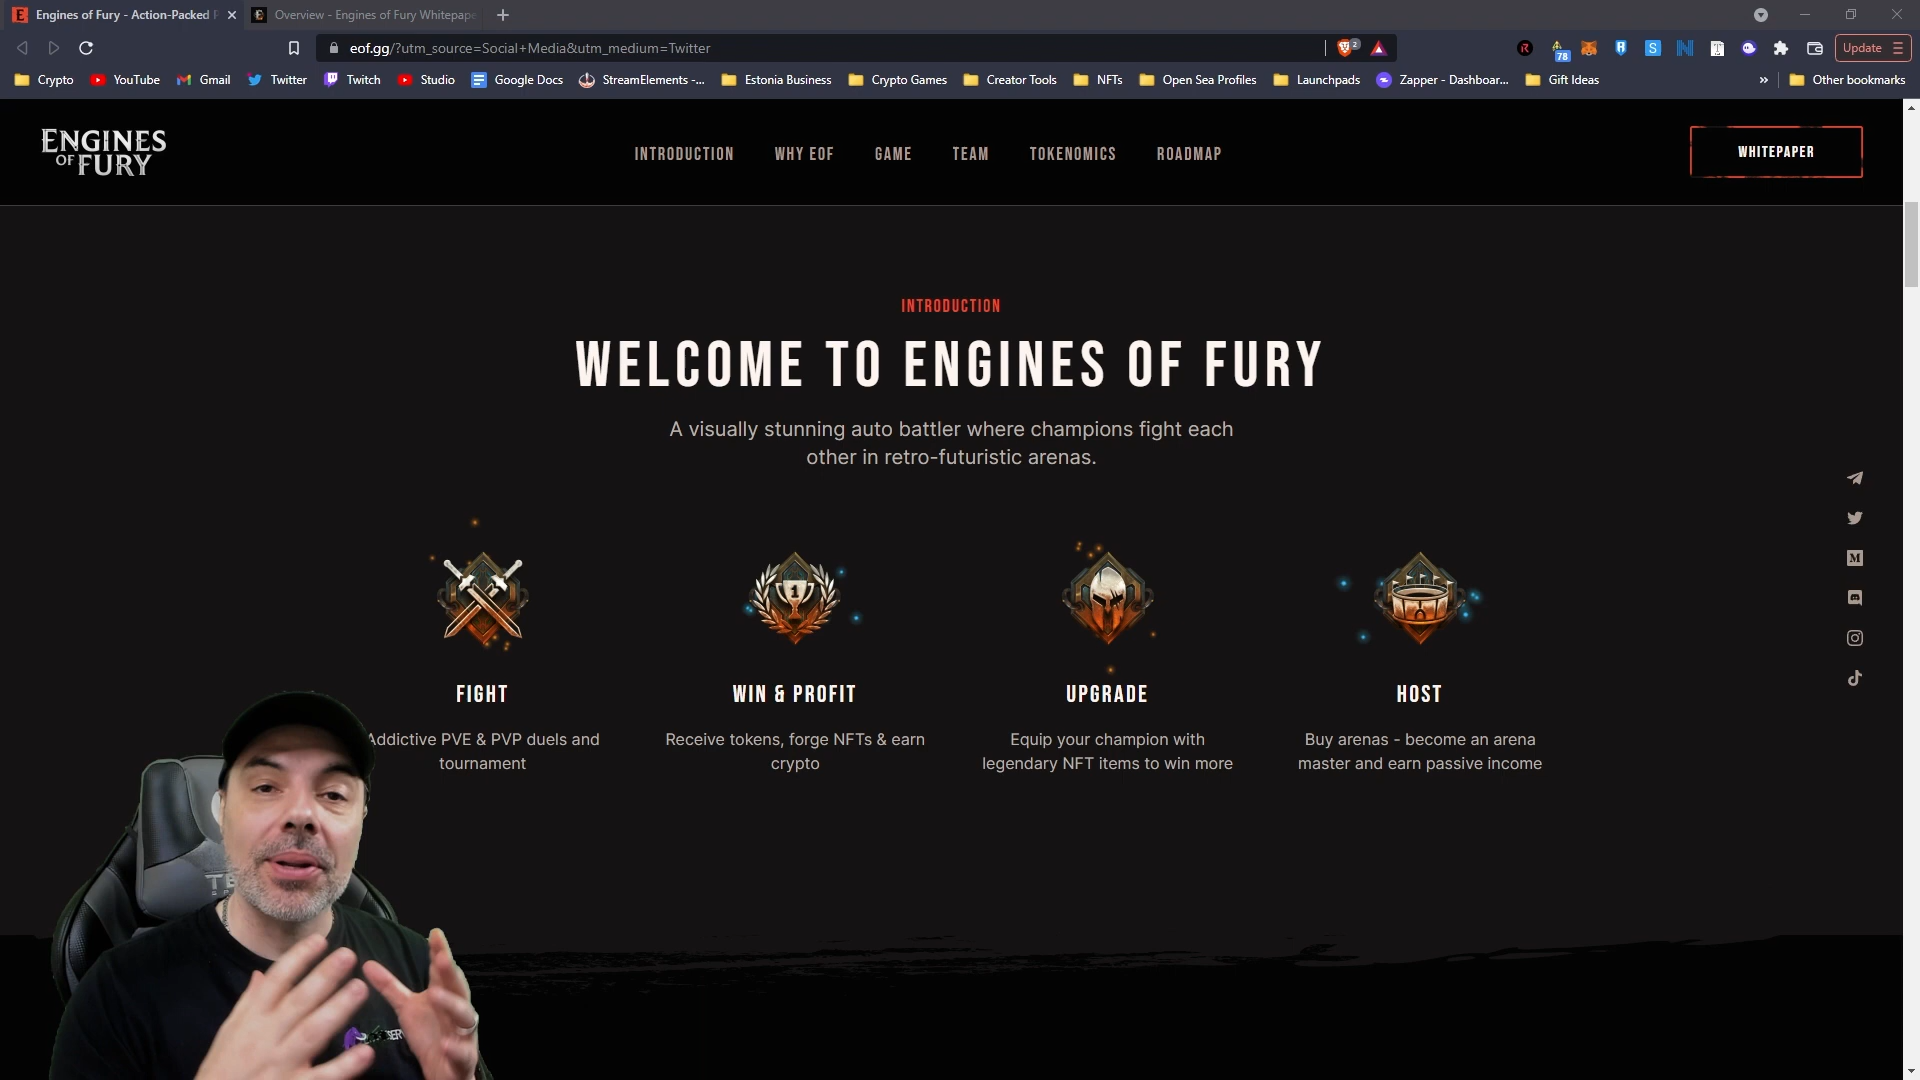 Engines of Fury - Action-Packed P
Overview - Engines of Fury Whitepape
eof.gg/?utm_source=Social+Media&utm_medium=Twitter
2
78
Update
Crypto
YouTube
Gmail
Twitter
Twitch
Studio
Google Docs
StreamElements -...
Estonia Business
Crypto Games
Creator Tools
NFTs
Open Sea Profiles
Launchpads
Zapper - Dashboar...
Gift Ideas
»
Other bookmarks
ENGINES
OF FURY
INTRODUCTION
WHY EOF
GAME
TEAM
TOKENOMICS
ROADMAP
WHITEPAPER
INTRODUCTION
WELCOME TO ENGINES OF FURY
A visually stunning auto battler where champions fight each
other in retro-futuristic arenas.
1
FIGHT
Addictive PVE & PVP duels and
tournament
WIN & PROFIT
Receive tokens, forge NFTs & earn
crypto
UPGRADE
Equip your champion with
legendary NFT items to win more
HOST
Buy arenas - become an arena
master and earn passive income